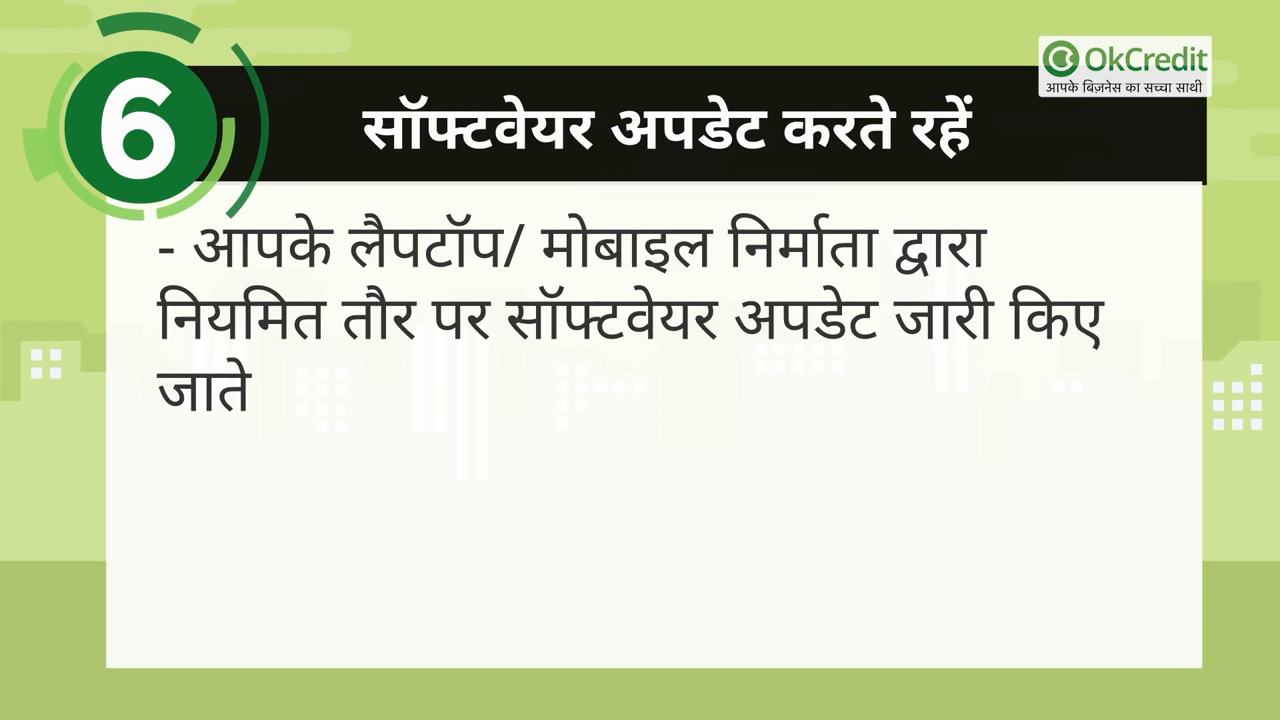 6
OkCredit
आपके बिज़नेस का सच्चा साथी
सॉफ्टवेयर अपडेट करते रहें
- आपके लैपटॉप/ मोबाइल निर्माता द्वारा
नियमित तौर पर सॉफ्टवेयर अपडेट जारी किए
जाते